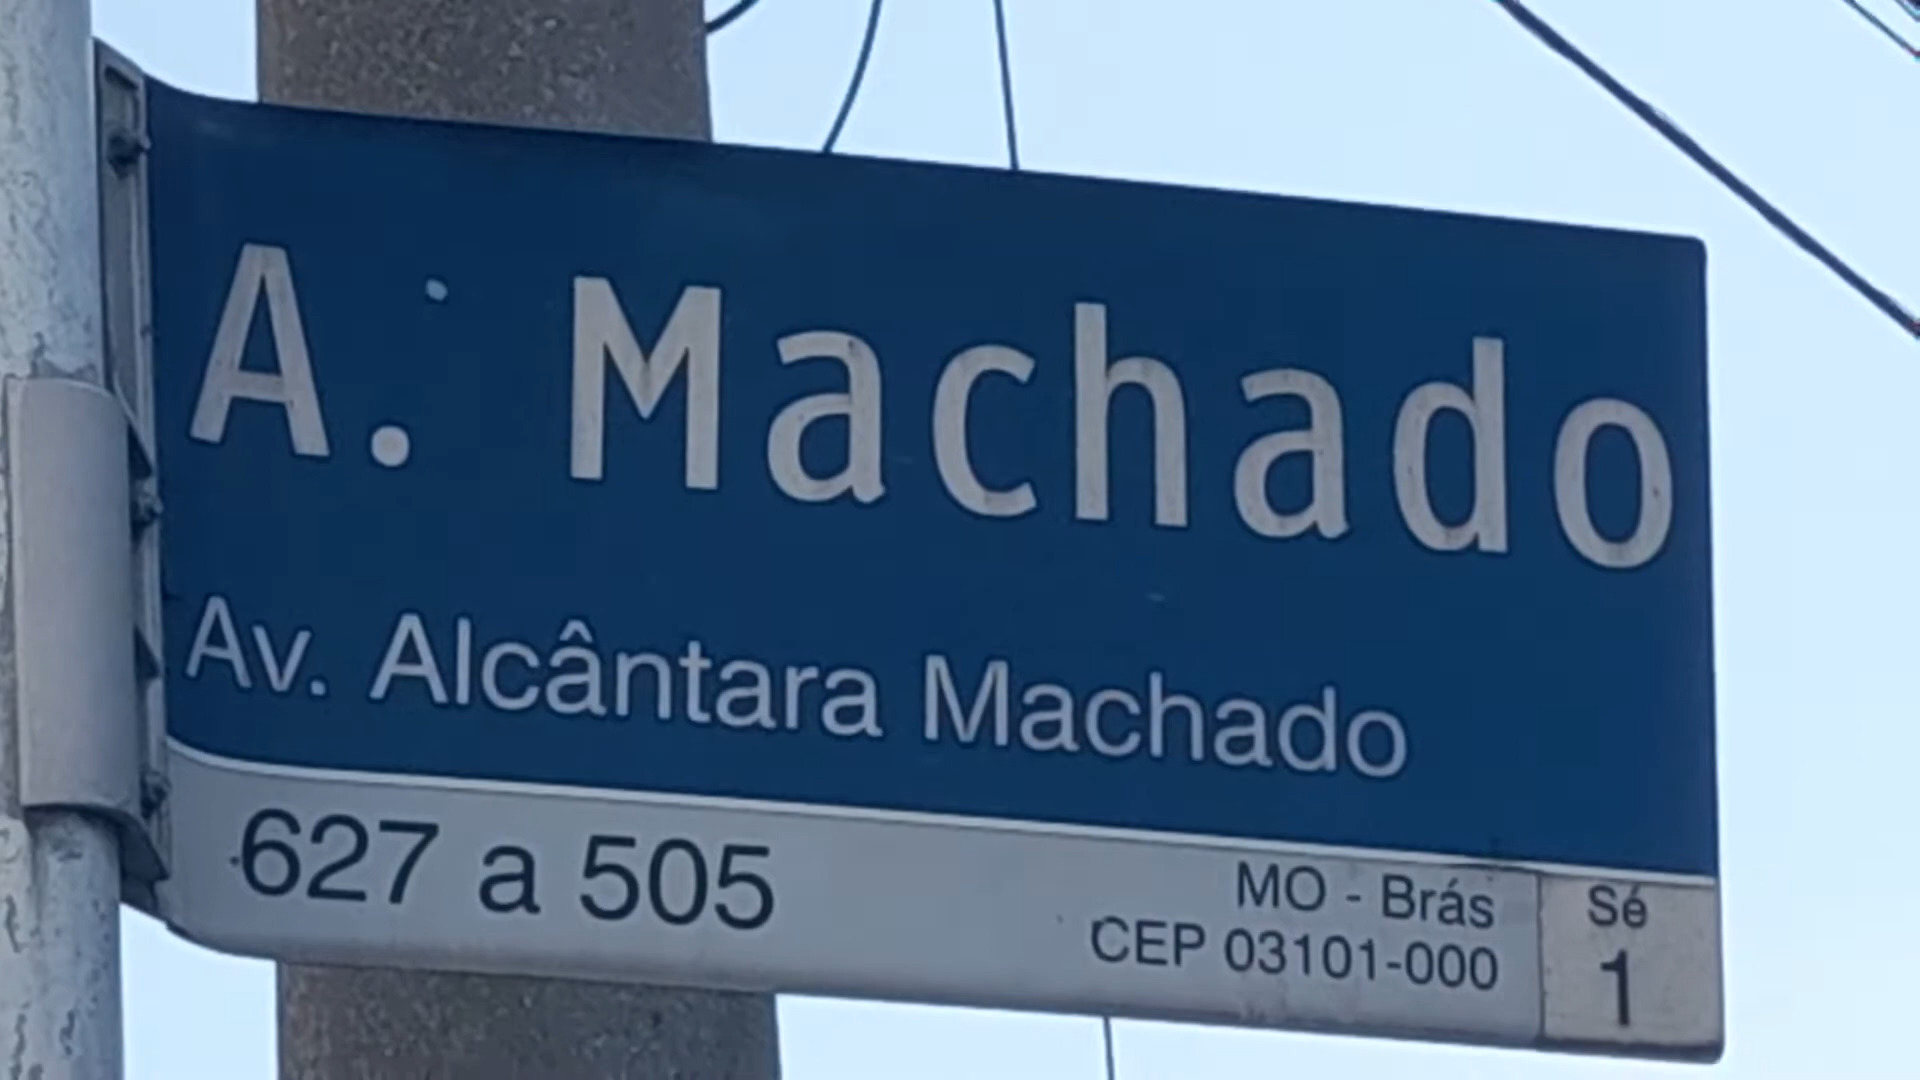 A. Machado
Av. Alcântara Machado
627 a 505
MO - Brás
CEP 03101-000
Sé
1